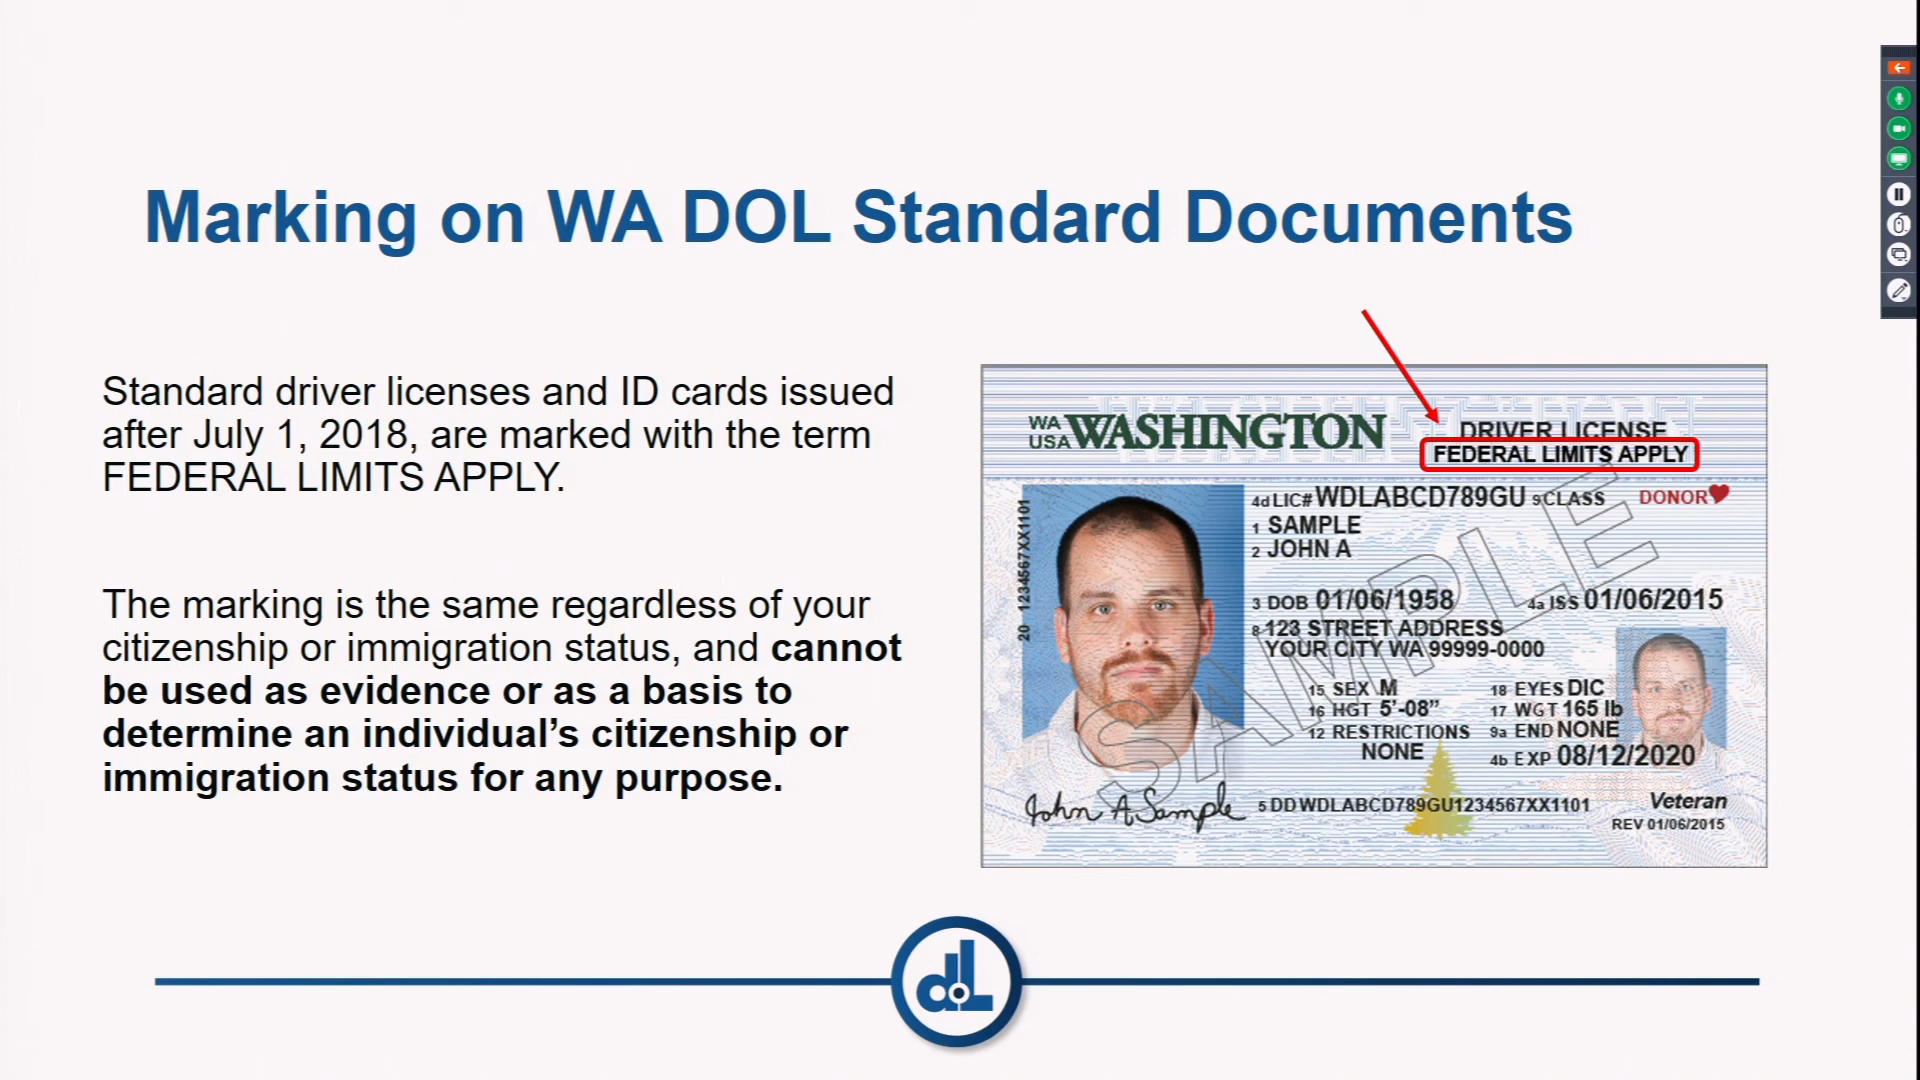 Marking on WA DOL Standard Documents
Standard driver licenses and ID cards issued
after July 1, 2018, are marked with the term
FEDERAL LIMITS APPLY.
The marking is the same regardless of your
citizenship or immigration status, and cannot
be used as evidence or as a basis to
determine an individual's citizenship or
immigration status for any purpose.
WA
USA
WASHINGTON
DRIVER LICENSE
FEDERAL LIMITS APPLY
20 1234567XX1101
4d LIC# WDLABCD789GU 9 CLASS
DONOR
1 SAMPLE
2 JOHN A
3 DOB 01/06/1958
4a ISS 01/06/2015
8 123 STREET ADDRESS
YOUR CITY WA 99999-0000
15 SEX M
18 EYES DIC
16 HGT 5'-08"
17 WGT 165 lb
12 RESTRICTIONS
NONE
9a END NONE
4b EXP 08/12/2020
John A Sample
5 DD WDLABCD789GU1234567XX1101
Veteran
REV 01/06/2015
SAMPLE
dol